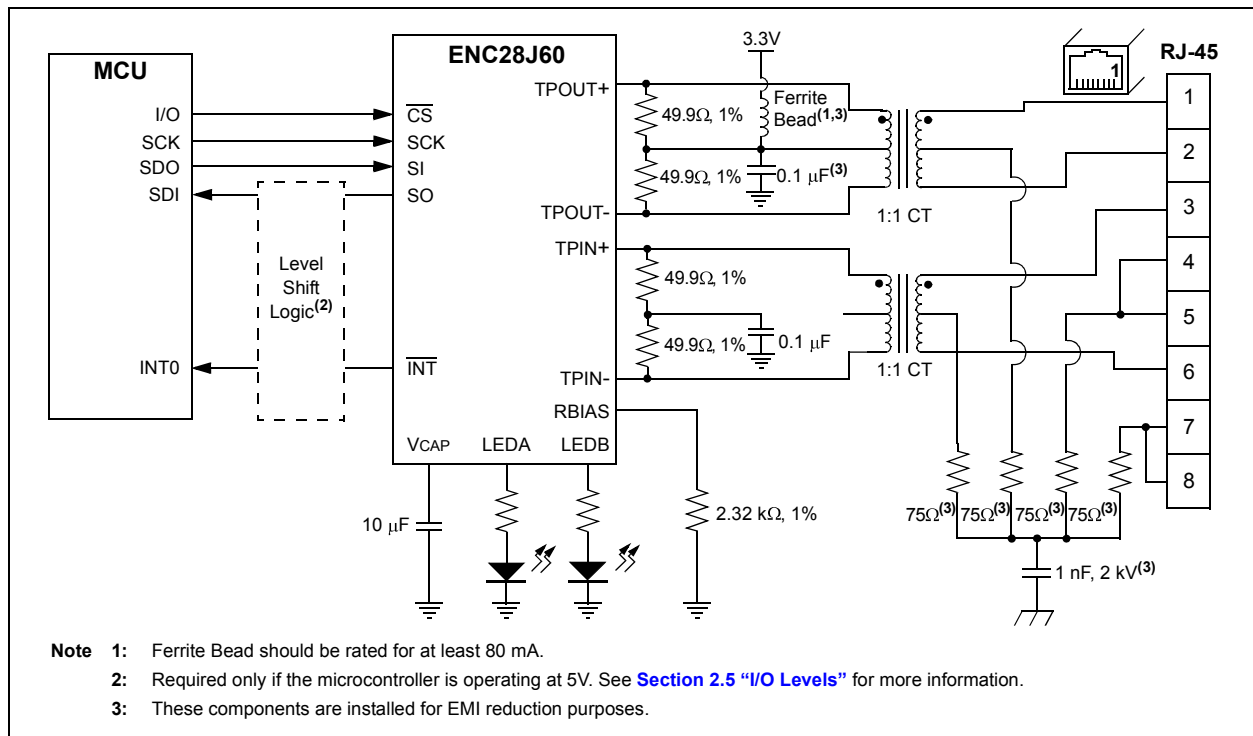 MCU
I/O
SCK
SDO
SDI
INT0
Level
Shift
Logic(2)
ENC28J60
CS
SCK
SI
SO
INT
TPOUT+
TPOUT-
TPIN+
TPIN-
RBIAS
VCAP
LEDA
LEDB
3.3V
Ferrite
Bead(1,3)
49.9Ω, 1%
49.9Ω, 1%
0.1 μF(3)
1:1 CT
49.9Ω, 1%
49.9Ω, 1%
0.1 μF
1:1 CT
10 μF
2.32 kΩ, 1%
1
RJ-45
1
2
3
4
5
6
7
8
75Ω(3)
75Ω(3)
75Ω(3)
75Ω(3)
1 nF, 2 kV(3)
Note 1: Ferrite Bead should be rated for at least 80 mA.
2: Required only if the microcontroller is operating at 5V. See Section 2.5 “I/O Levels” for more information.
3: These components are installed for EMI reduction purposes.